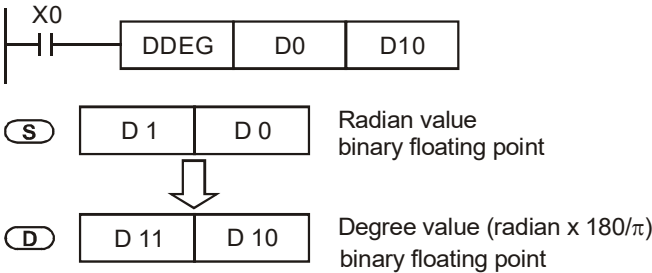 X0
DDEG D0 D10
S D 1 D 0 Radian value
binary floating point
D D 11 D 10 Degree value (radian x 180/π)
binary floating point